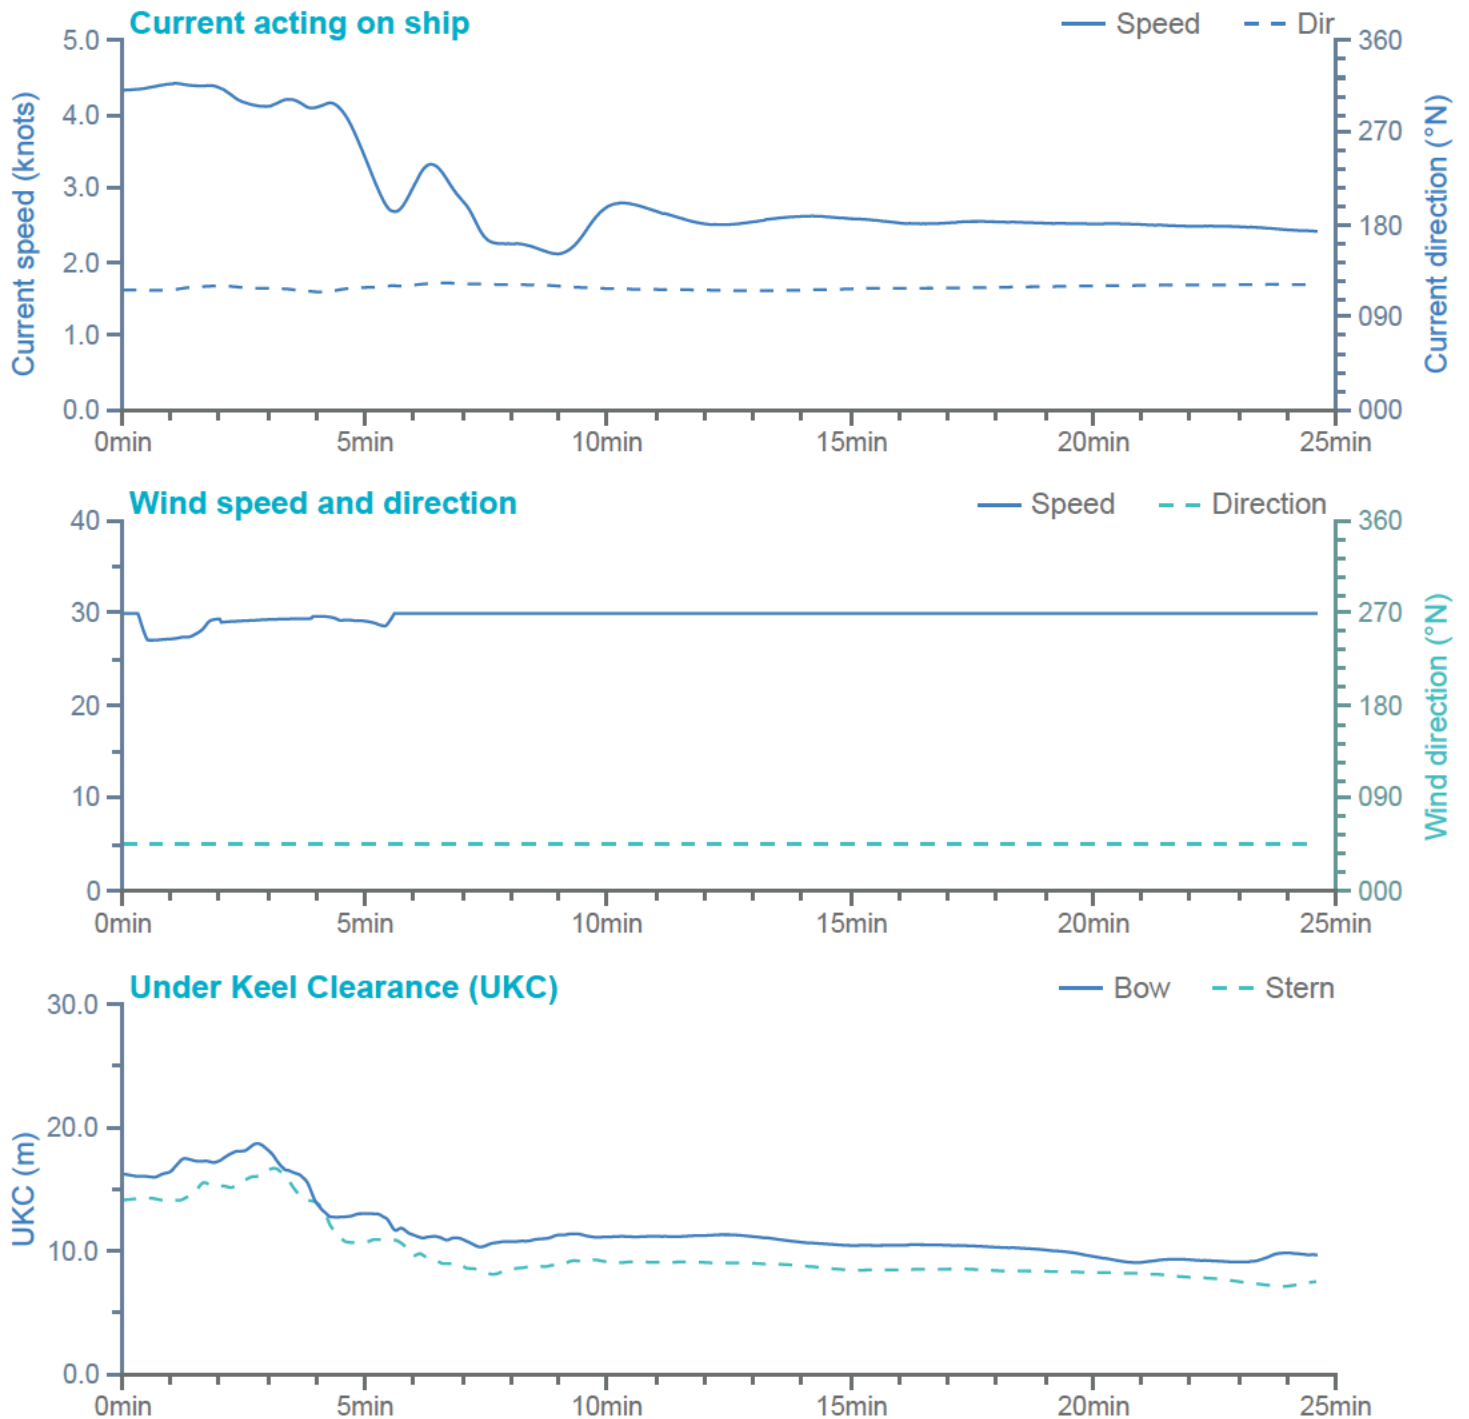 Current acting on ship
Speed Dir
5.0 360
4.0 270
3.0 180
2.0 090
1.0
0.0 000
Current speed (knots)
Current direction (°N)
0min 5min 10min 15min 20min 25min
Wind speed and direction
Speed Direction
40 360
30 270
20 180
10 090
0 000
Wind direction (°N)
0min 5min 10min 15min 20min 25min
Under Keel Clearance (UKC)
Bow Stern
30.0
20.0
10.0
0.0
UKC (m)
0min 5min 10min 15min 20min 25min